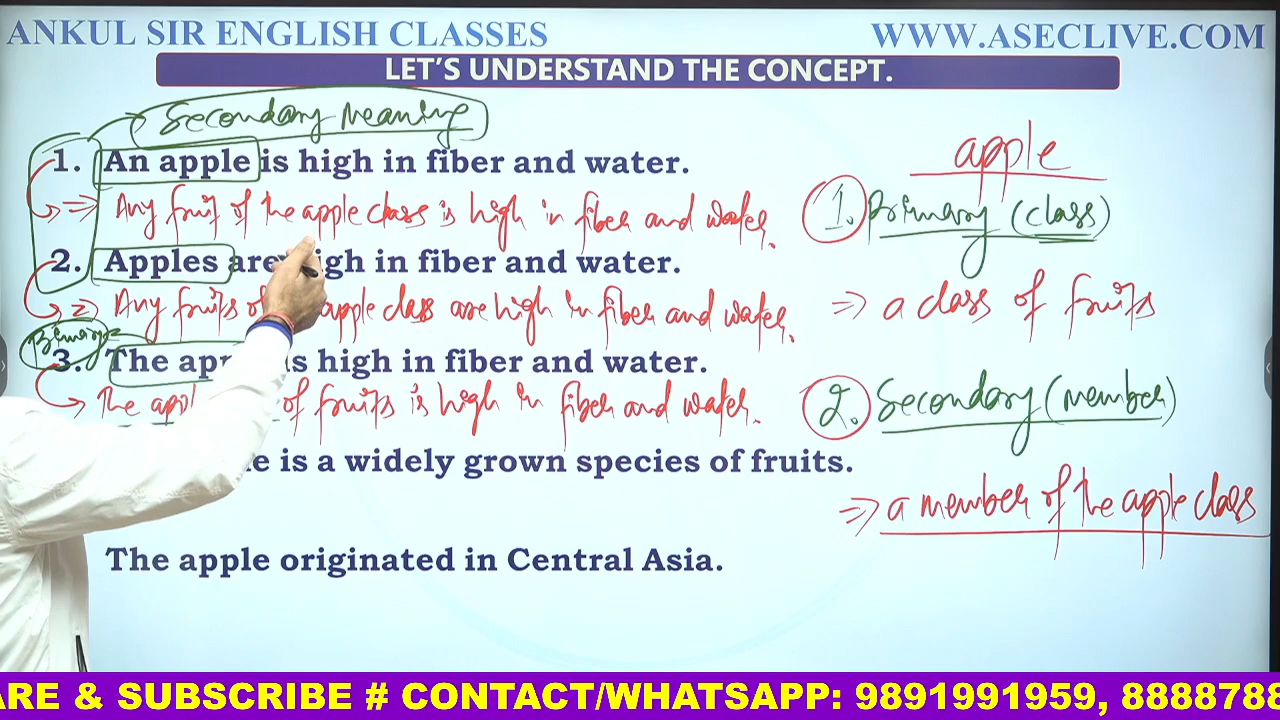 ANKUL SIR ENGLISH CLASSES
WWW.ASECLIVE.COM
LET'S UNDERSTAND THE CONCEPT.
Secondary Meaning
1. An apple is high in fiber and water.
⇒ Any fruit of the apple class is high in fiber and water.
2. Apples are high in fiber and water.
⇒ Any fruits of apple class are high in fiber and water.
Primary
3. The app is high in fiber and water.
The appl of fruits is high in fiber and water.
e is a widely grown species of fruits.
The apple originated in Central Asia.
apple
1. Primary (class)
⇒ a class of fruits
2. Secondary (member)
⇒ a member of the apple class
ARE & SUBSCRIBE # CONTACT/WHATSAPP: 9891991959, 8888788